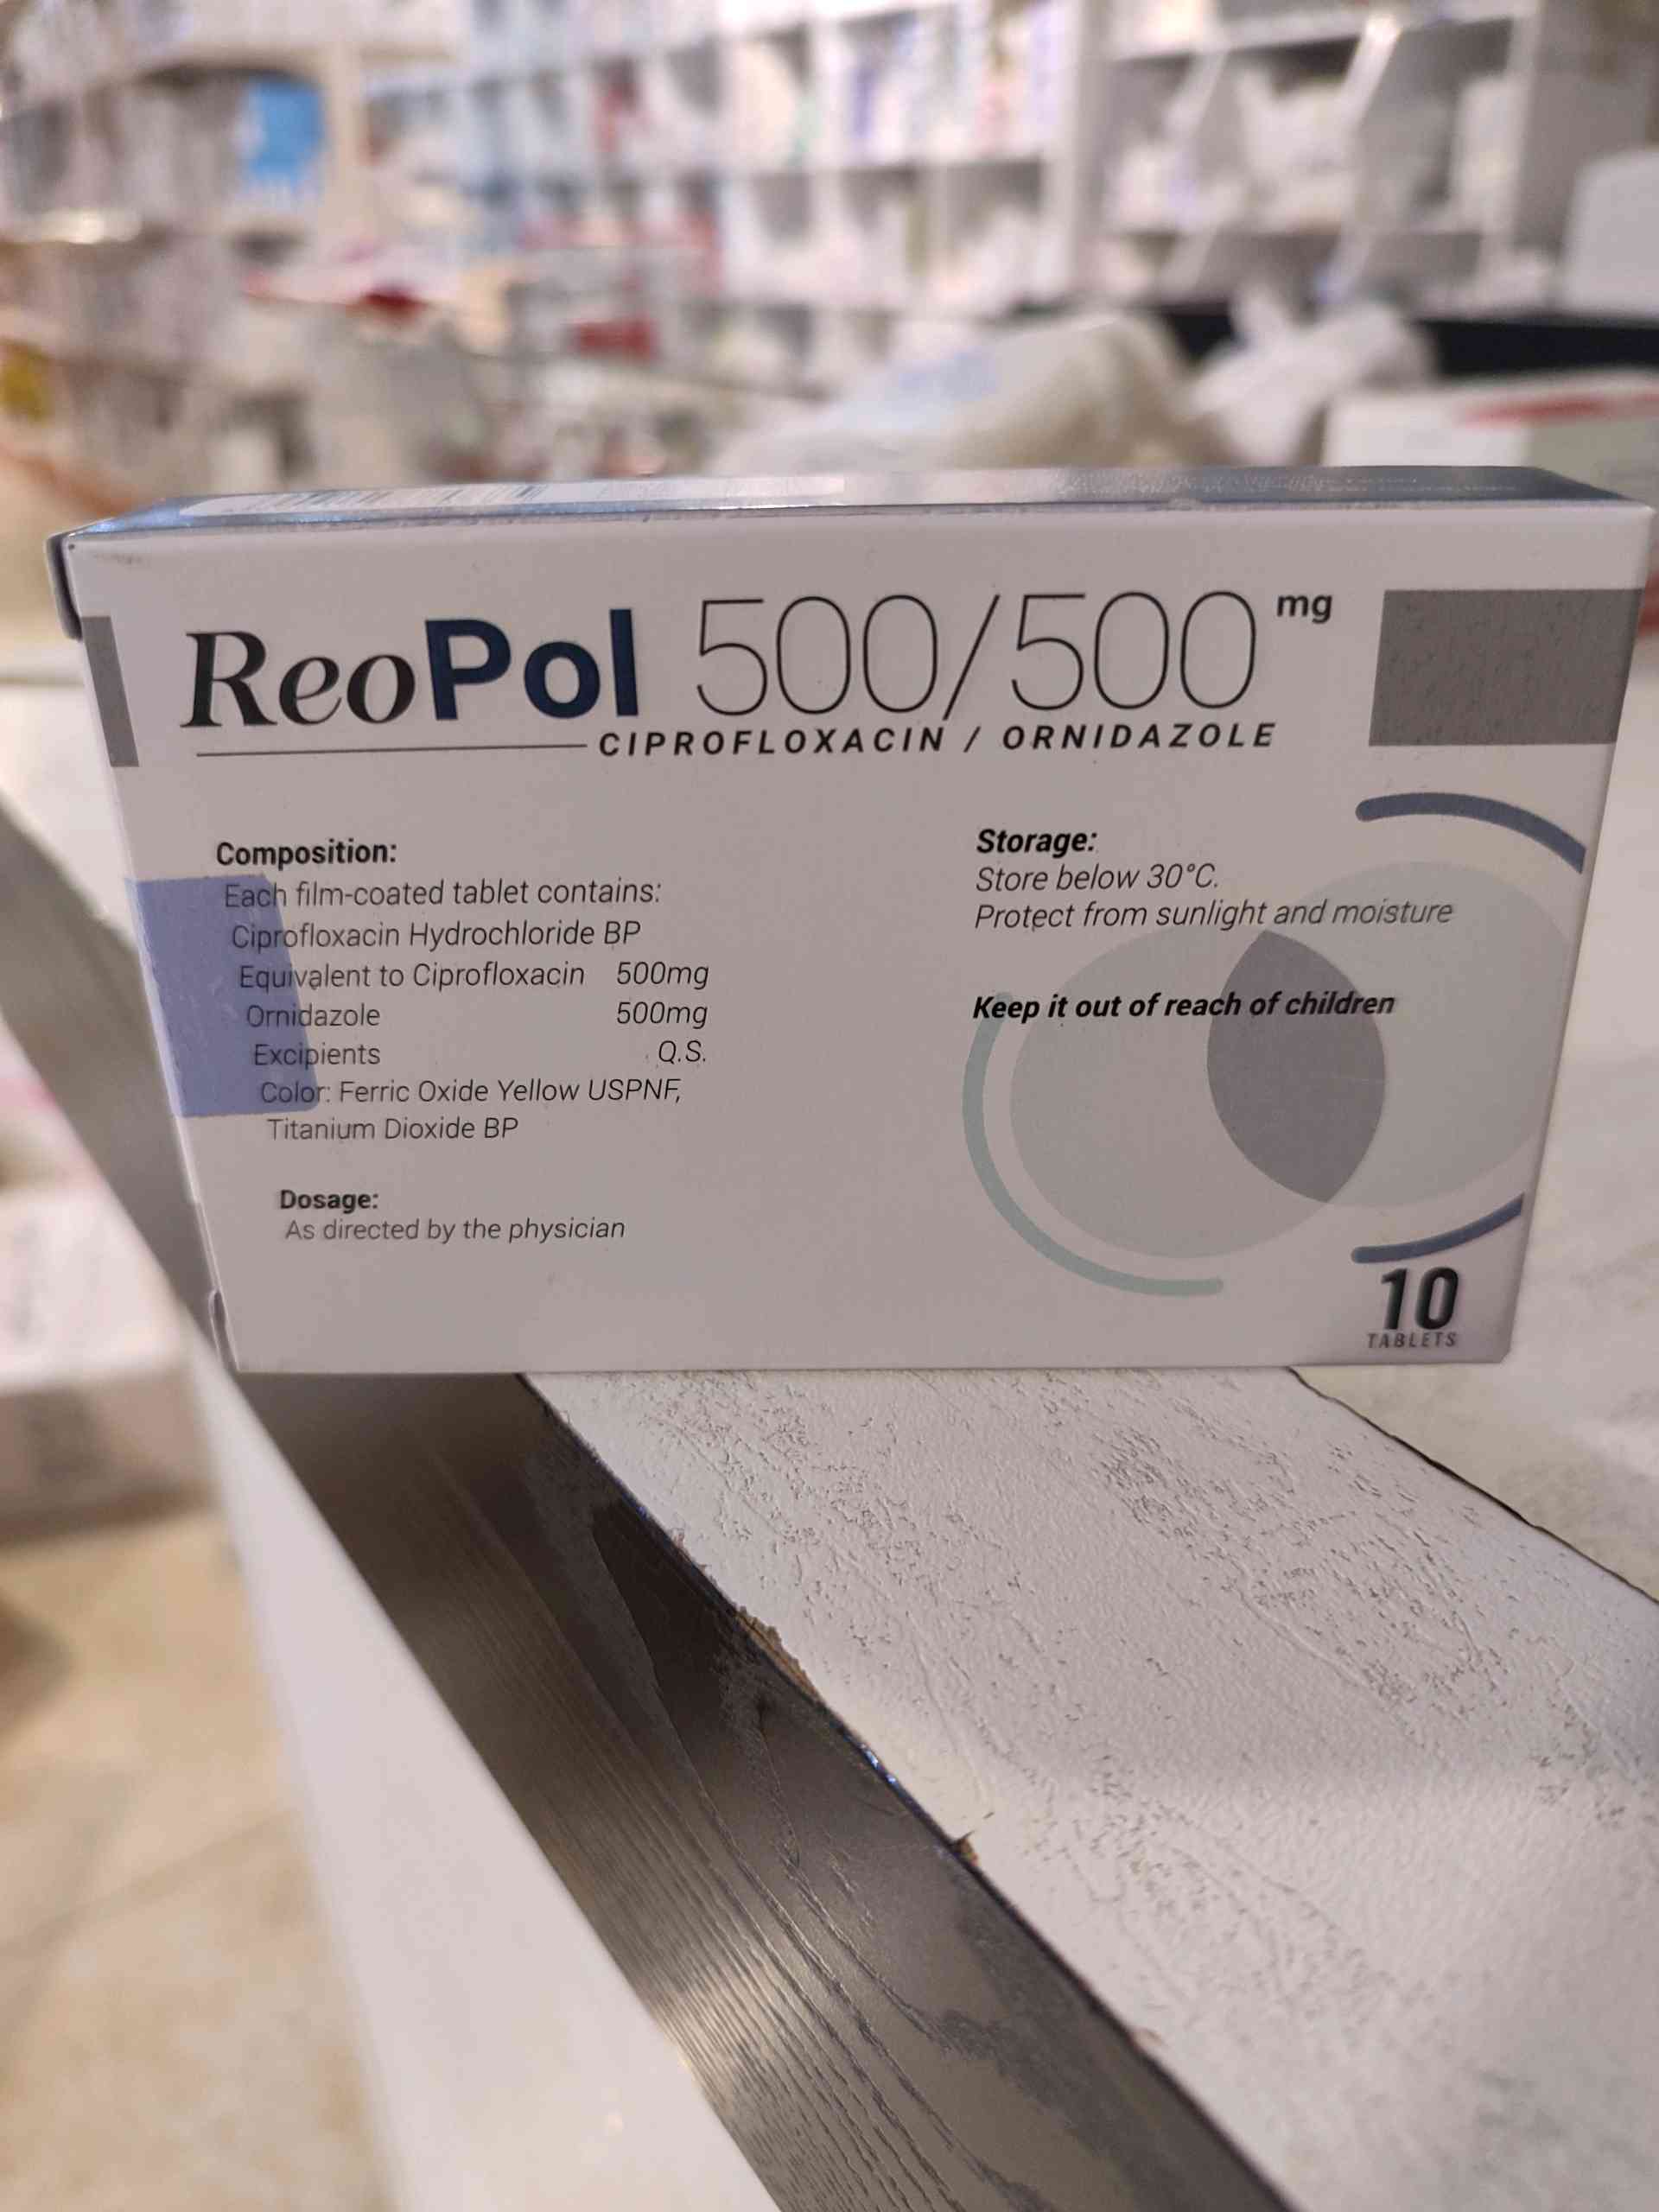 ReoPol 500/500 mg
CIPROFLOXACIN / ORNIDAZOLE
Composition:
Each film-coated tablet contains:
Ciprofloxacin Hydrochloride BP
Equivalent to Ciprofloxacin 500mg
Ornidazole 500mg
Excipients Q.S.
Color: Ferric Oxide Yellow USPNF,
Titanium Dioxide BP
Dosage:
As directed by the physician
Storage:
Store below 30°C.
Protect from sunlight and moisture
Keep it out of reach of children
10
TABLETS